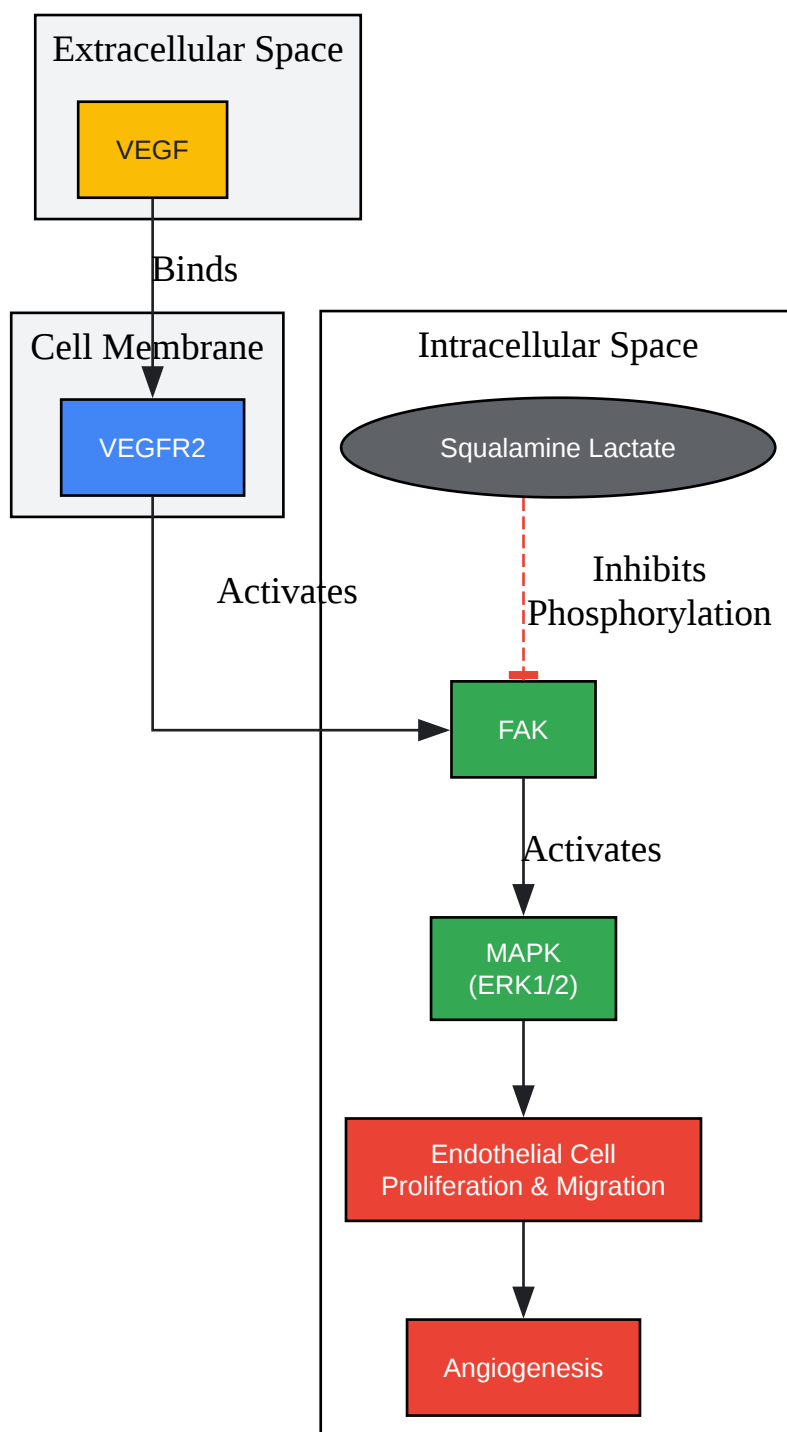 Extracellular Space
VEGF
Binds
Cell Membrane
VEGFR2
Intracellular Space
Squalamine Lactate
Activates
Inhibits
Phosphorylation
FAK
Activates
MAPK
(ERK1/2)
Endothelial Cell
Proliferation & Migration
Angiogenesis